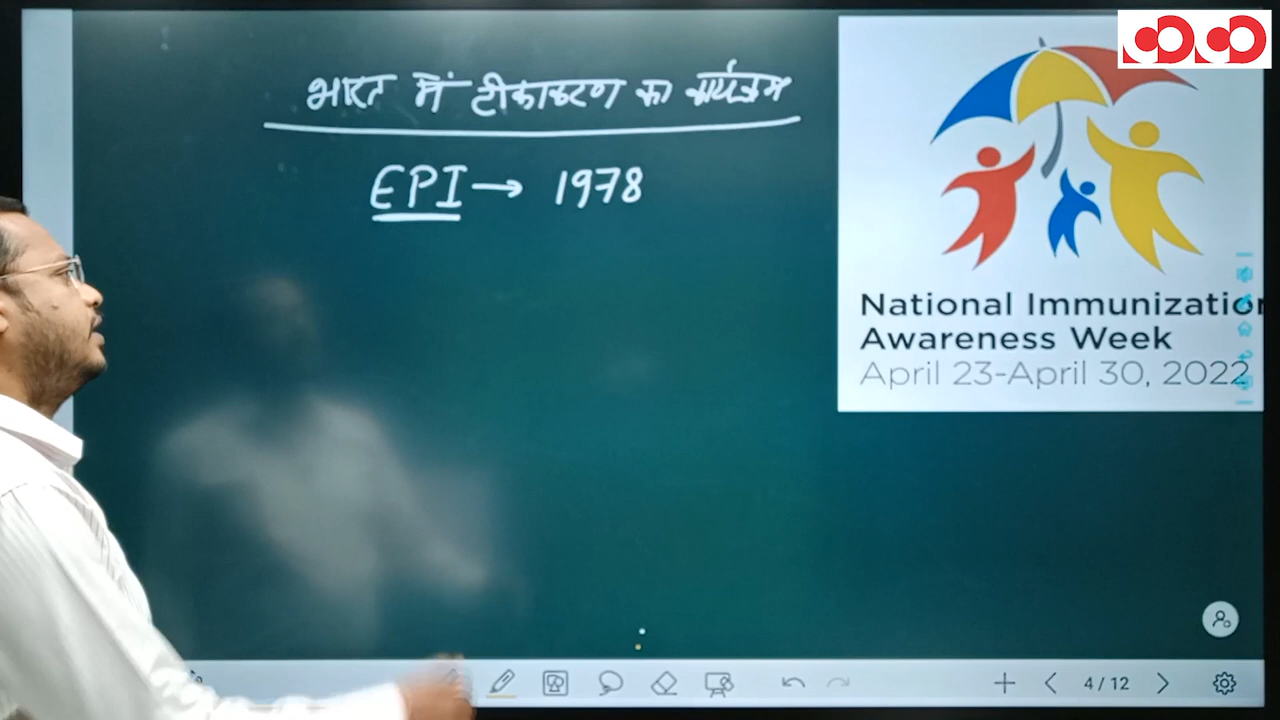 भारत में टीकाकरण का कार्यक्रम
EPI → 1978
National Immunization
Awareness Week
April 23-April 30, 2022
4/12